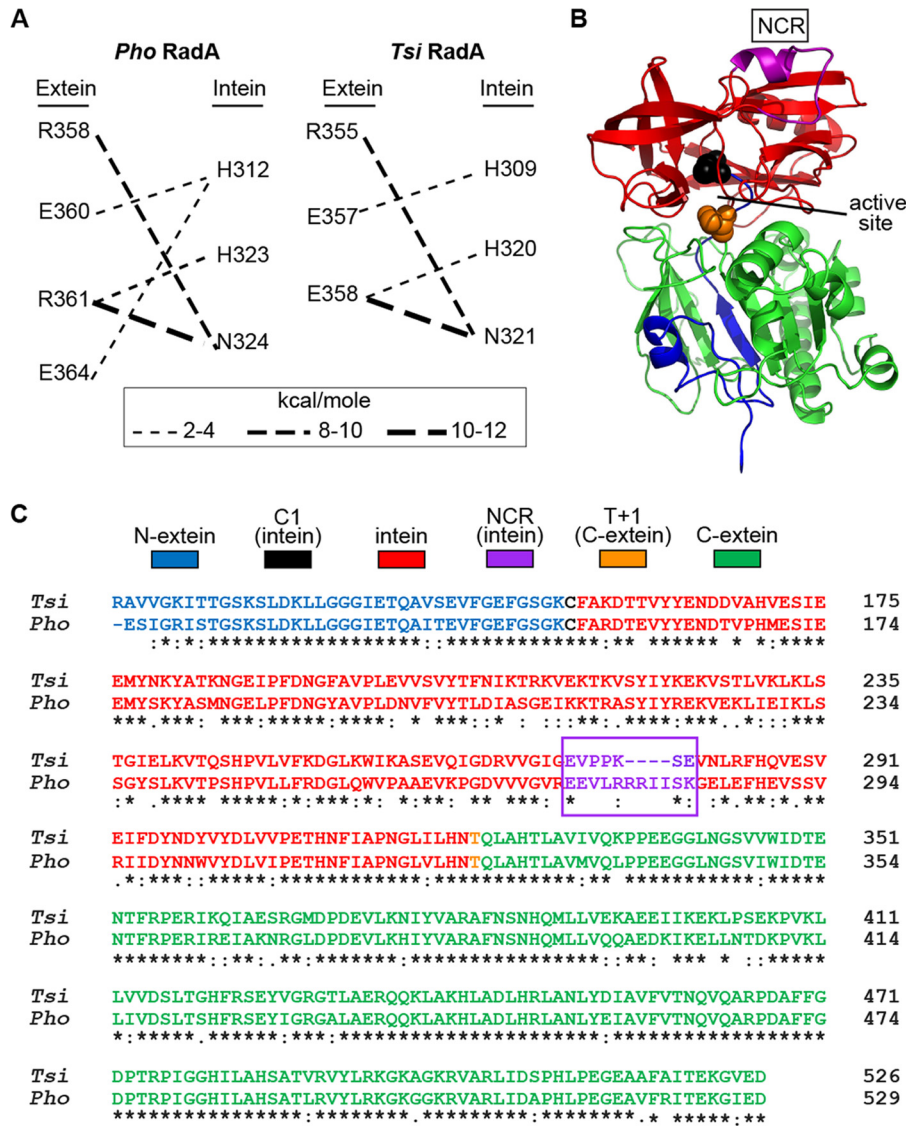 A
B
Pho RadA
Tsi RadA
Extein
Intein
Extein
Intein
R358
H312
E360
H323
R361
N324
E364
R355
H309
E357
H320
E358
N321
kcal/mole
2-4
8-10
10-12
NCR
active
site
C
N-extein
C1
(intein)
intein
NCR
(intein)
T+1
(C-extein)
C-extein
Tsi RAVVGKITTGSKSLDKLLGGGIETQAVSEVFGEFGSGKCFAKDTTVYYENDDVAHVESIE 175
Pho -ESIGRISTGSKSLDKLLGGGIETQAITEVFGEFGSGKCFARDTEVYYENDTVPHMESIE 174
:**:*:******************::*************:** ****** * *:****
Tsi EMYNKYATKNGEIPFDNGFAVPLEVVSVYTFNIKTRKVEKTKVSYIYKEKVSTLVKLKLS 235
Pho EMYSKYASMNGELPFDNGYAVPLDNVFVYTLDIASGEIKKTRASYIYREKVEKLIEIKLS 234
***.***: ***:*****:****: * ***::* : :::**:.****:***..*:::***
Tsi TGIELKVTQSHPVLVFKDGLKWIKASEVQIGDRVVGIGEVPPK----SEVNLRFHQVESV 291
Pho SGYSLKVTPSHPVLLFRDGLQWVPAAEVKPGDVVVGVREEVLRRRIISKGELEFHEVSSV 294
:* .**** *****:*:***:*: *:**: ** ***: * : *: :*.**:*.**
Tsi EIFDYNDYVYDLVVPETHNFIAPNGLILHNTQLAHTLAVIVQKPPEEGGLNGSVVWIDTE 351
Pho RIIDYNNWVYDLVIPETHNFIAPNGLVLHNTQLAHTLAVMVQLPPEEGGLNGSVIWIDTE 354
.*:***::*****:************:************:** ***********:*****
Tsi NTFRPERIKQIAESRGMDPDEVLKNIYVARAFNSNHQMLLVEKAEEIIKEKLPSEKPVKL 411
Pho NTFRPERIREIAKNRGLDPDEVLKHIYVARAFNSNHQMLLVQQAEDKIKELLNTDKPVKL 414
********::**:.**:*******:****************::**: *** * ::*****
Tsi LVVDSLTGHFRSEYVGRGTLAERQQKLAKHLADLHRLANLYDIAVFVTNQVQARPDAFFG 471
Pho LIVDSLTSHFRSEYIGRGALAERQQKLAKHLADLHRLANLYEIAVFVTNQVQARPDAFFG 474
*:*****.******:***:**********************:******************
Tsi DPTRPIGGHILAHSATVRVYLRKGKAGKRVARLIDSPHLPEGEAAFAITEKGVED 526
Pho DPTRPIGGHILAHSATLRVYLRKGKGGKRVARLIDAPHLPEGEAVFRITEKGIED 529
****************:********.*********:********.* *****:**